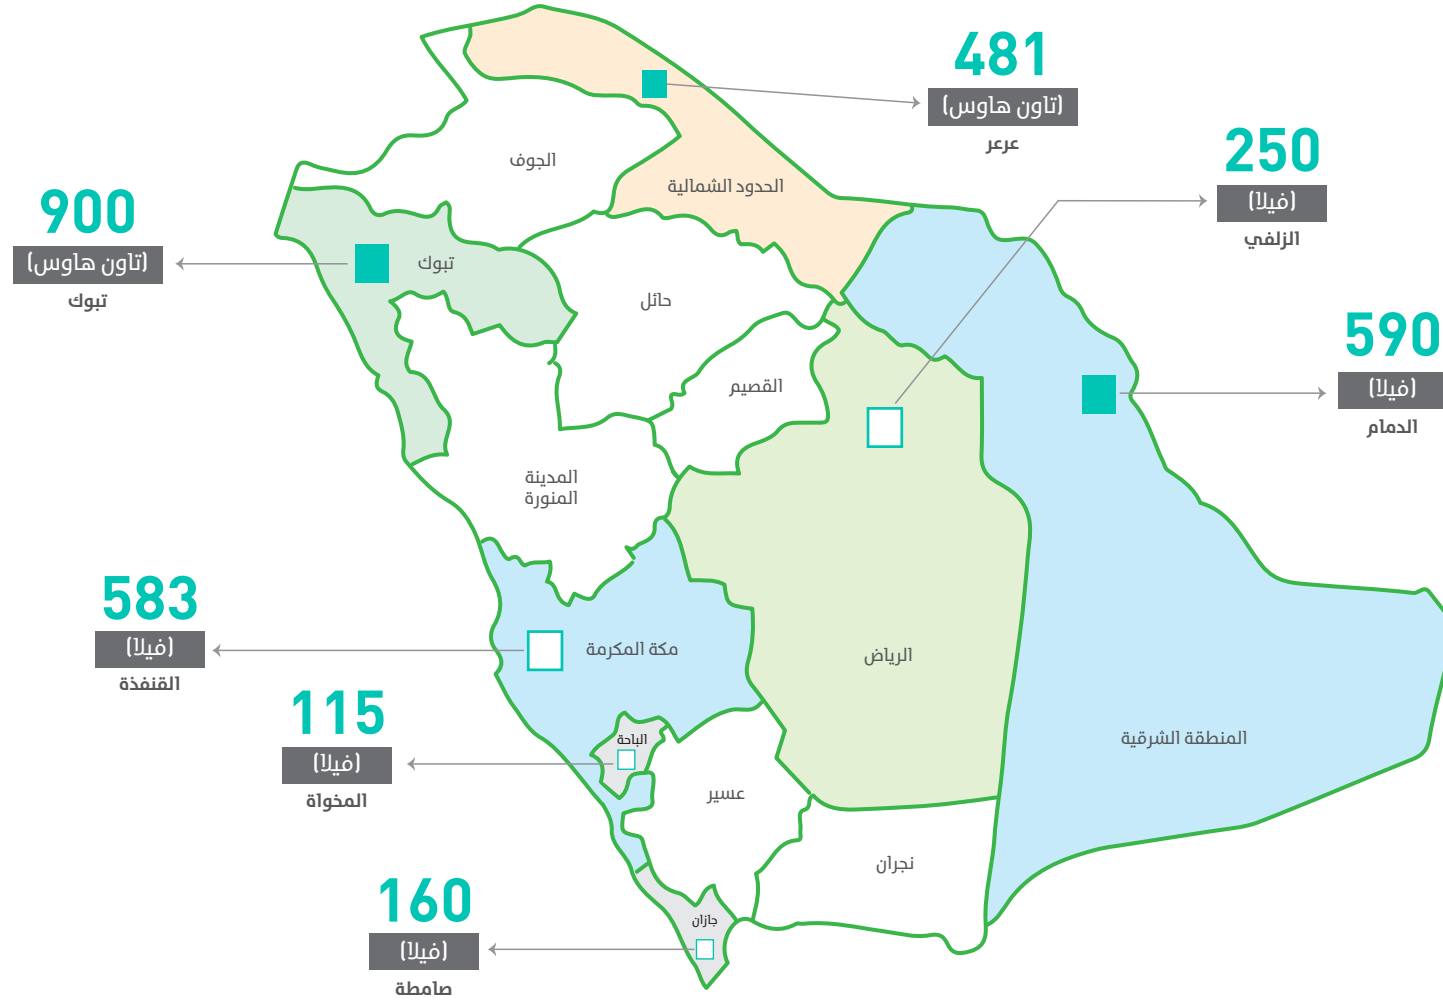 481
(تاون هاوس)
عرعر
250
(فيلا)
الزلفي
الجوف
الحدود الشمالية
900
(تاون هاوس)
تبوك
تبوك
حائل
590
(فيلا)
الدمام
القصيم
المدينة
المنورة
583
(فيلا)
القنفذة
مكة المكرمة
الرياض
المنطقة الشرقية
115
(فيلا)
المخواة
الباحة
عسير
نجران
160
(فيلا)
صامطة
جازان